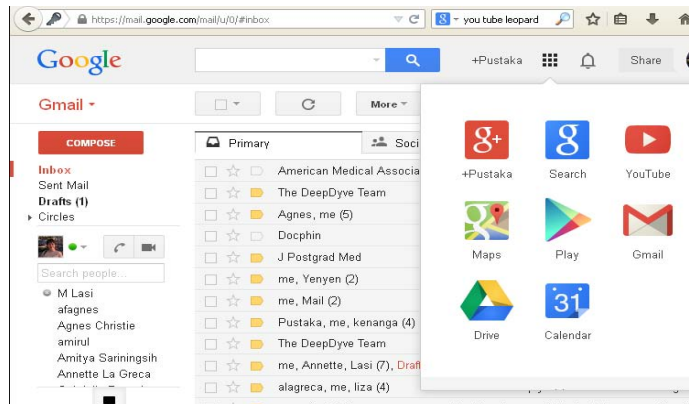 https://mail.google.com/mail/u/0/#inbox
8 you tube leopard
Google
+Pustaka
Share
Gmail
More
COMPOSE
Primary
Soci
Inbox
Sent Mail
Drafts (1)
Circles
Search people...
M Lasi
afagnes
Agnes Christie
amirul
Amitya Sariningsih
Annette La Greca
American Medical Associa
The DeepDyve Team
Agnes, me (5)
Docphin
J Postgrad Med
me, Yenyen (2)
me, Mail (2)
Pustaka, me, kenanga (4)
The DeepDyve Team
me, Annette, Lasi (7), Draft
alagreca, me, liza (4)
g+
8
+Pustaka
Search
YouTube
g
Maps
Play
Gmail
31
Drive
Calendar